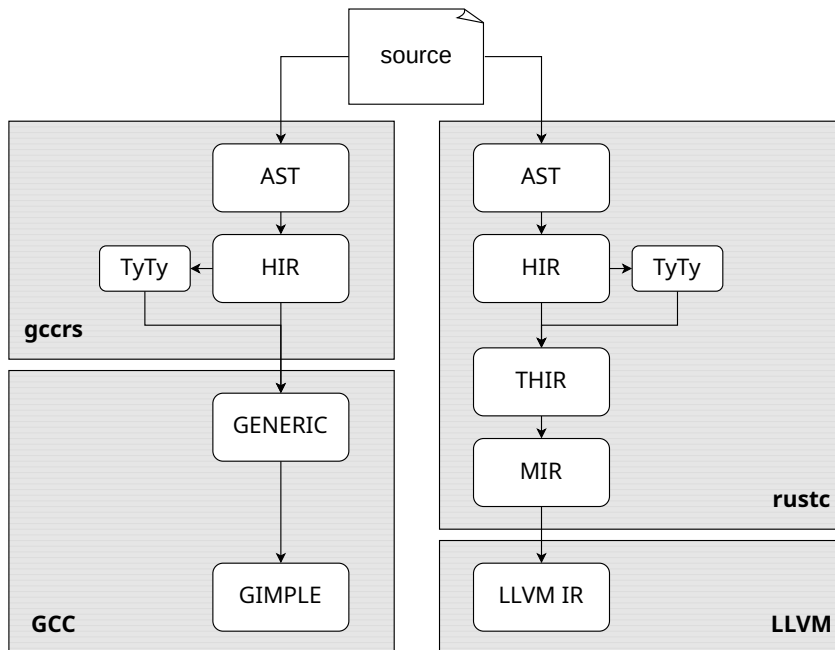 source
AST
HIR
TyTy
gccrs
GENERIC
GIMPLE
GCC
AST
HIR
TyTy
THIR
MIR
rustc
LLVM IR
LLVM